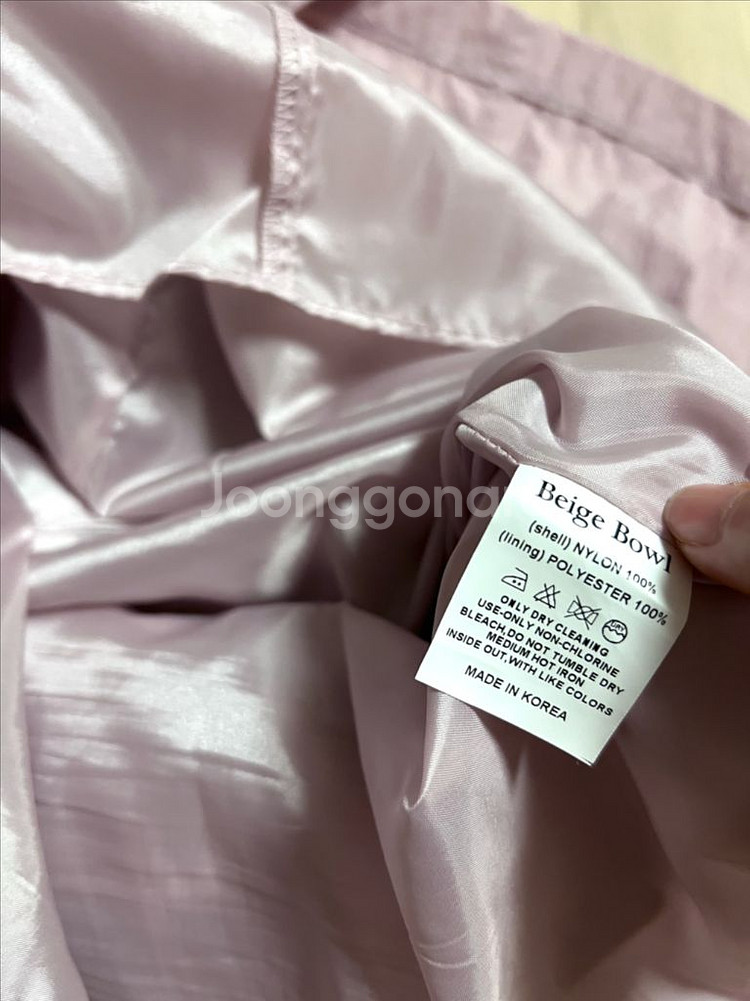 Joonggonar
Beige Bowl
(shell) NYLON 100%
(lining) POLYESTER 100%
ONLY DRY CLEANING
USE-ONLY NON-CHLORINE
BLEACH,DO NOT TUMBLE DRY
MEDIUM HOT IRON
INSIDE OUT,WITH LIKE COLORS
MADE IN KOREA